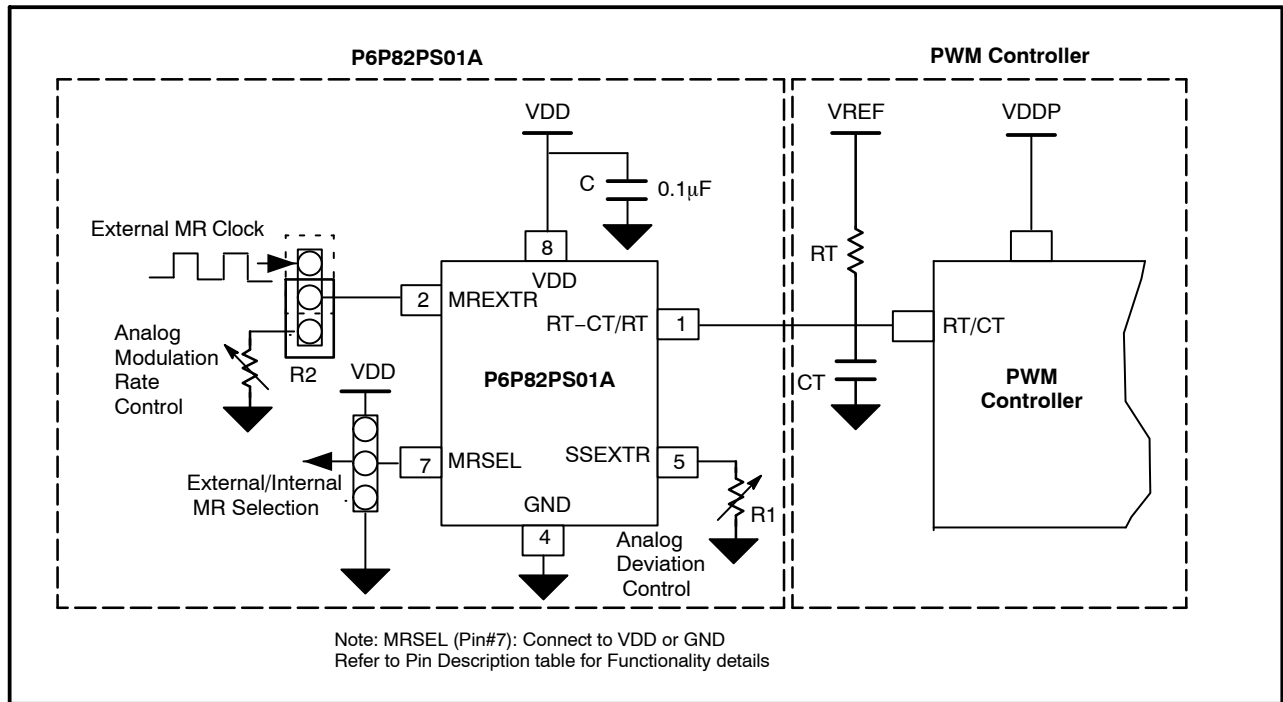 P6P82PS01A
PWM Controller
VDD
VREF
VDDP
C
0.1μF
External MR Clock
8
VDD
RT
2
MREXTR
RT−CT/RT
1
RT/CT
Analog
Modulation
Rate
Control
R2
VDD
P6P82PS01A
CT
PWM
Controller
7
MRSEL
SSEXTR
5
External/Internal
MR Selection
GND
R1
4
Analog
Deviation
Control
Note: MRSEL (Pin#7): Connect to VDD or GND
Refer to Pin Description table for Functionality details